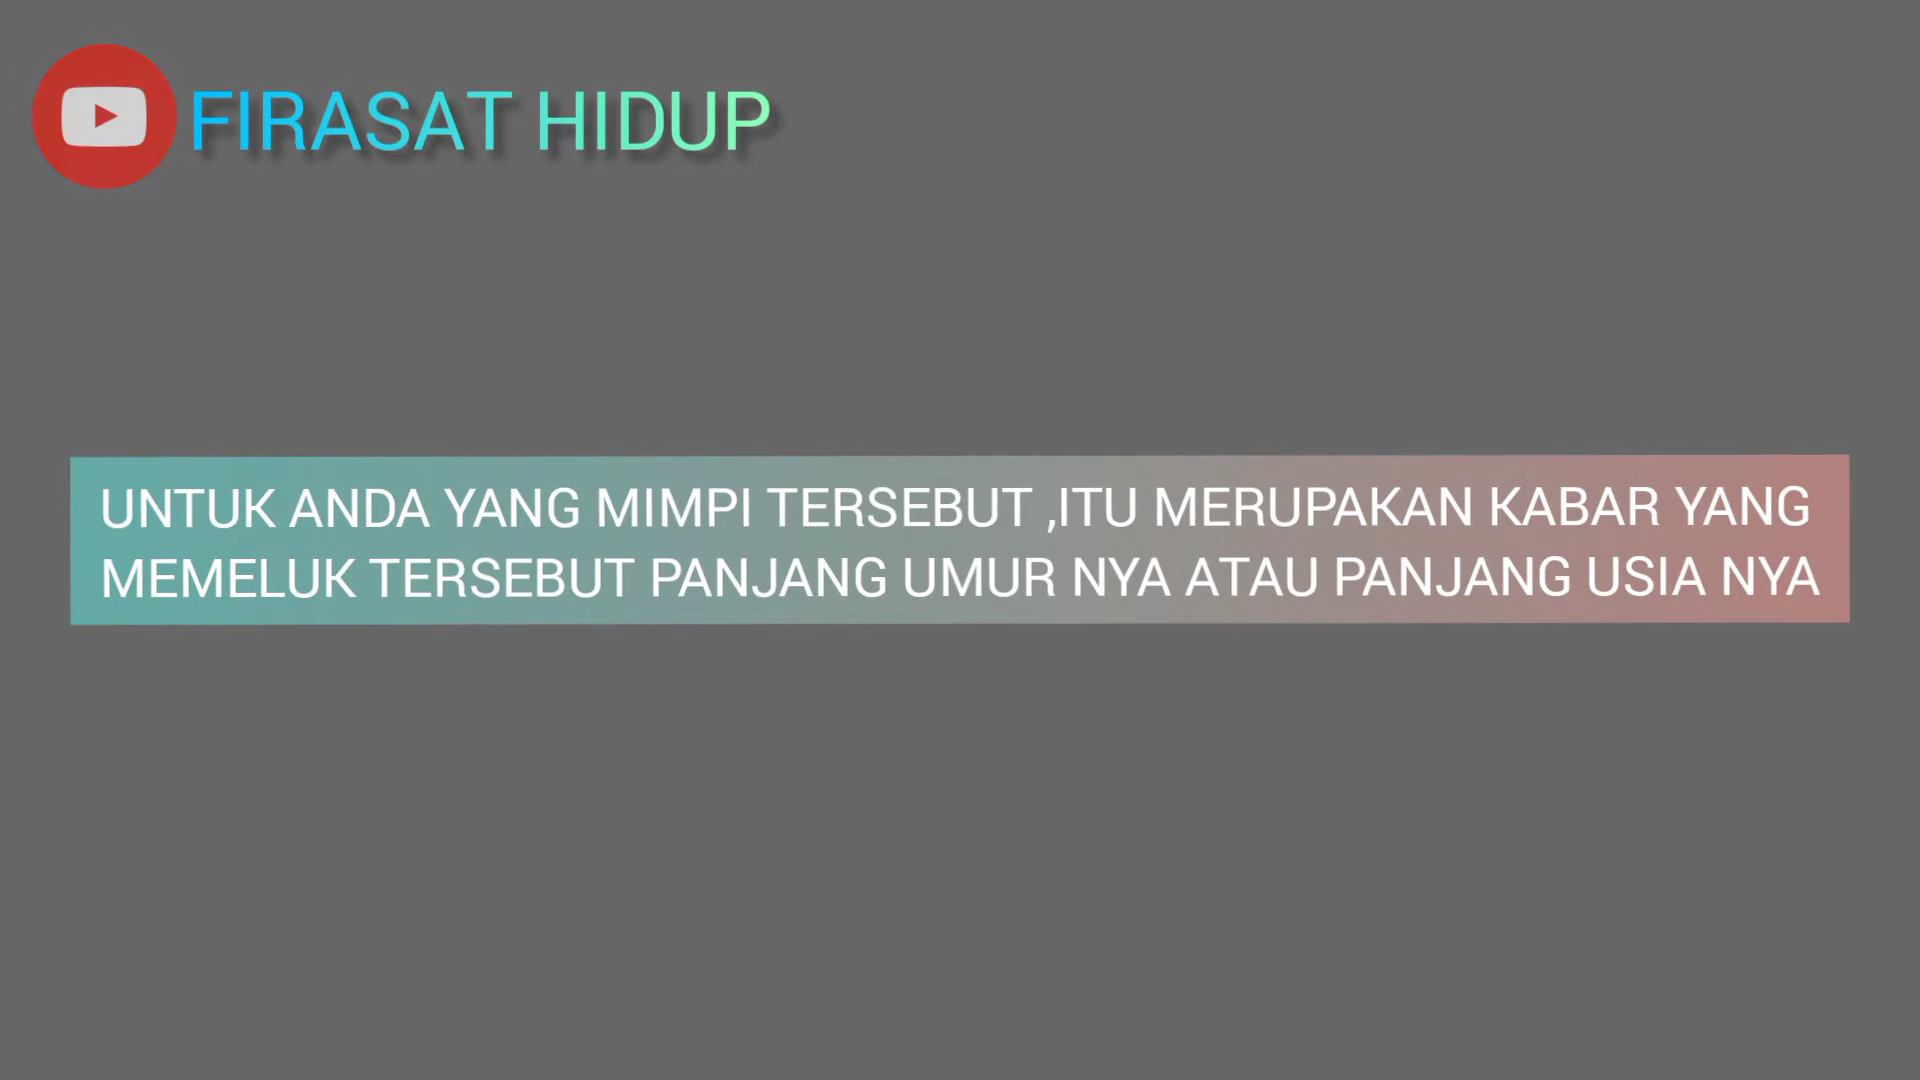 FIRASAT HIDUP
UNTUK ANDA YANG MIMPI TERSEBUT ,ITU MERUPAKAN KABAR YANG
MEMELUK TERSEBUT PANJANG UMUR NYA ATAU PANJANG USIA NYA